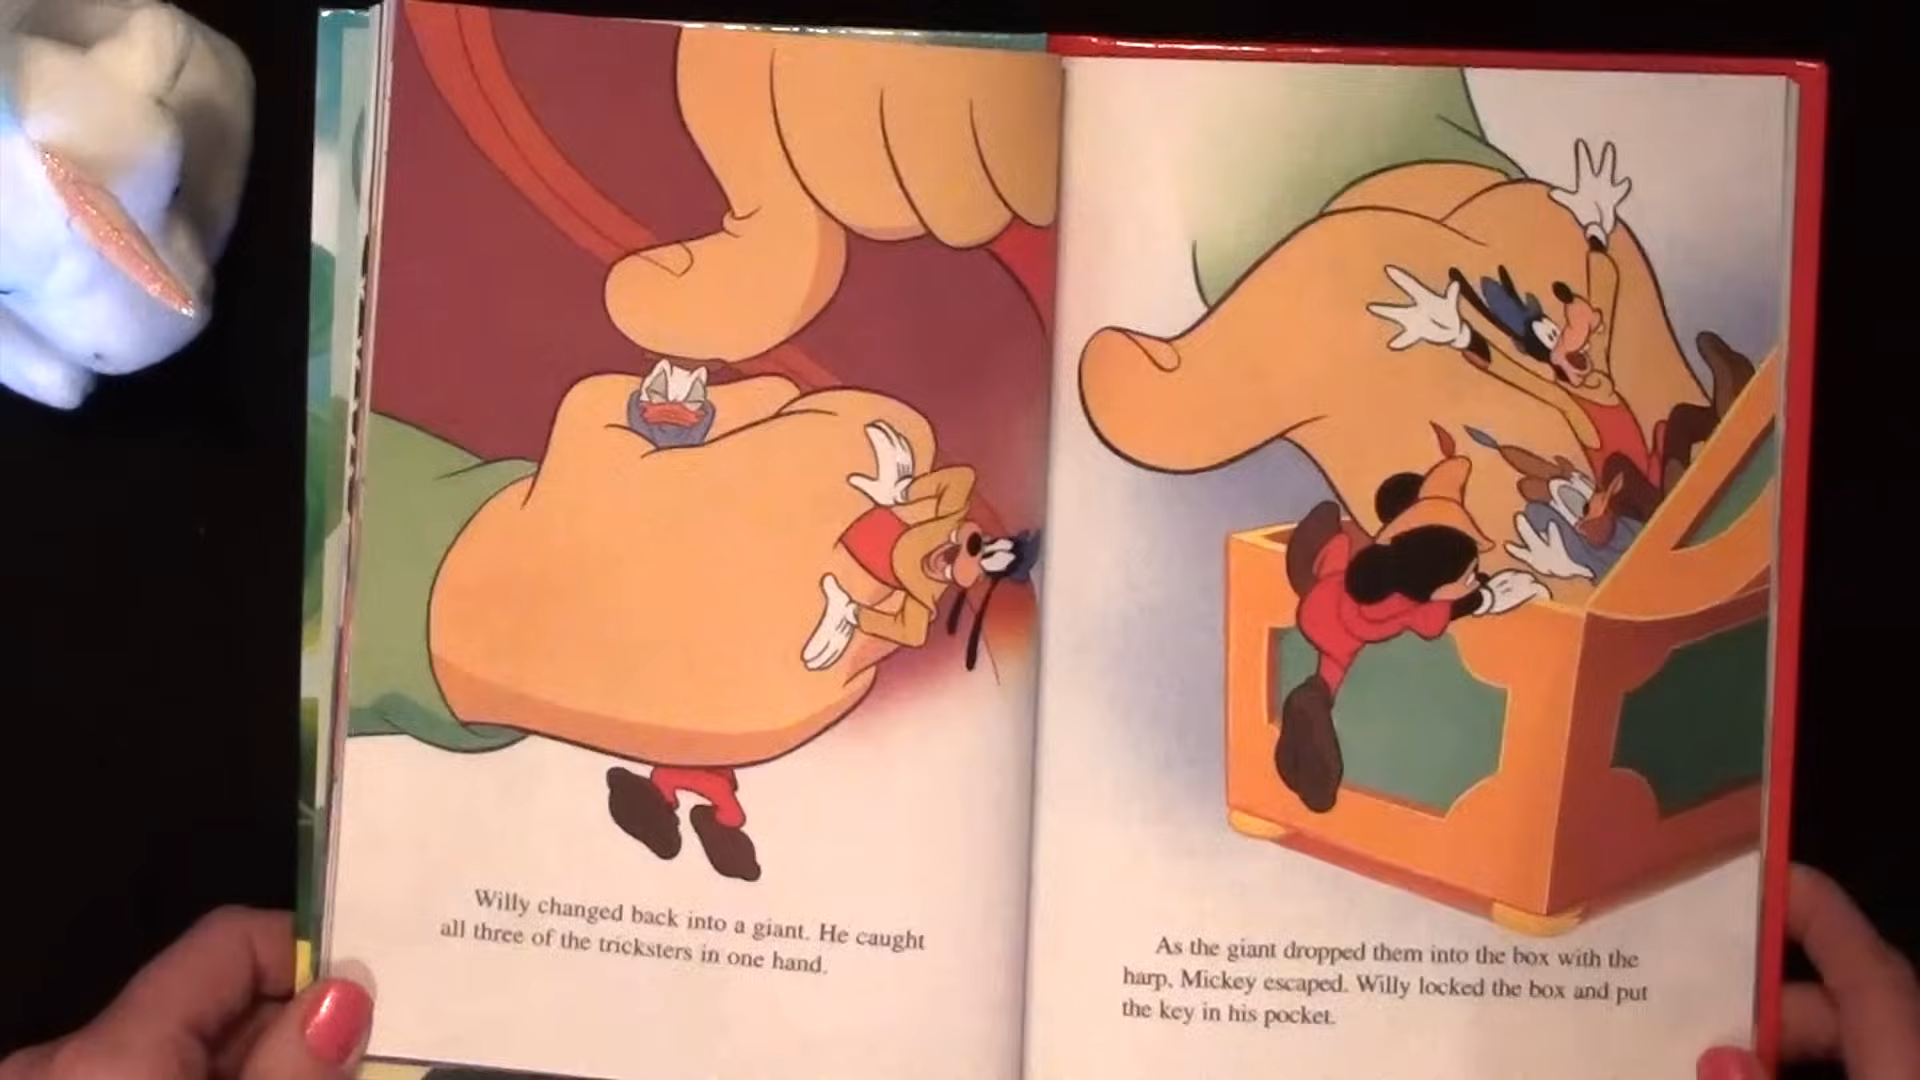 Willy changed back into a giant. He caught
all three of the tricksters in one hand.
As the giant dropped them into the box with the
harp, Mickey escaped. Willy locked the box and put
the key in his pocket.